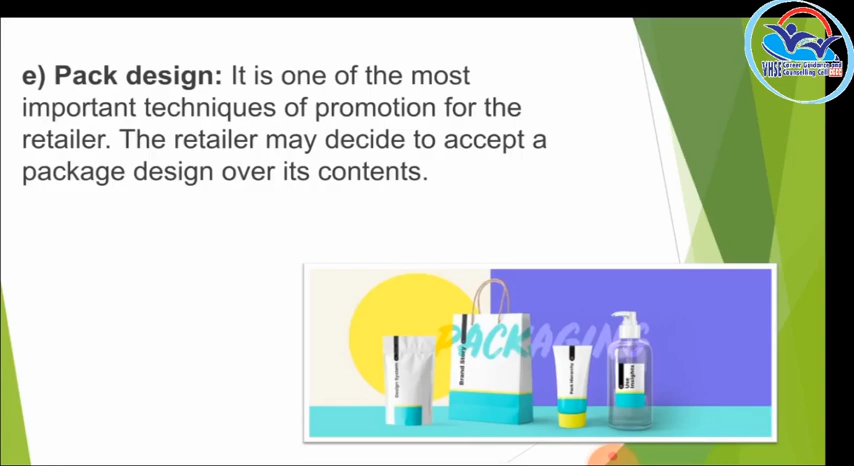 VHSE Career Guidance and
Counselling Cell CGCC
e) Pack design: It is one of the most
important techniques of promotion for the
retailer. The retailer may decide to accept a
package design over its contents.
PACKAGING
Design System
Brand Story
Pack Hierarchy
Use
Insights